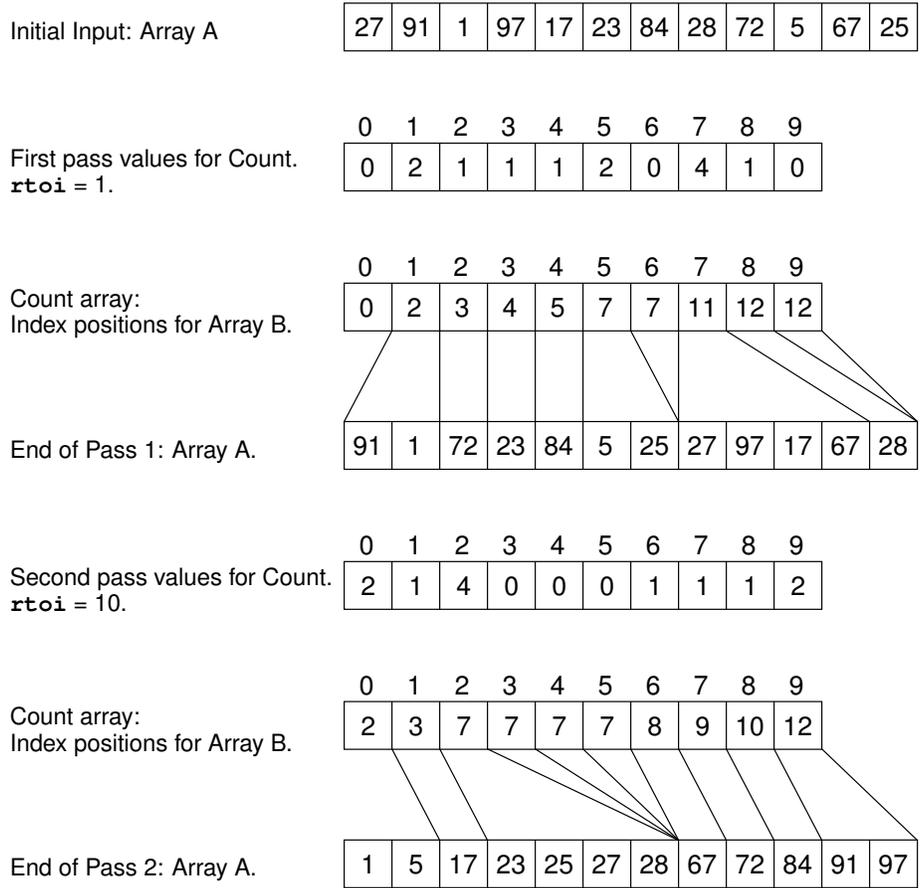 Initial Input: Array A
27 91 1 97 17 23 84 28 72 5 67 25
0 1 2 3 4 5 6 7 8 9
First pass values for Count.
rtoi = 1.
0 2 1 1 1 2 0 4 1 0
0 1 2 3 4 5 6 7 8 9
Count array:
Index positions for Array B.
0 2 3 4 5 7 7 11 12 12
End of Pass 1: Array A.
91 1 72 23 84 5 25 27 97 17 67 28
0 1 2 3 4 5 6 7 8 9
Second pass values for Count.
rtoi = 10.
2 1 4 0 0 0 1 1 1 2
0 1 2 3 4 5 6 7 8 9
Count array:
Index positions for Array B.
2 3 7 7 7 7 8 9 10 12
End of Pass 2: Array A.
1 5 17 23 25 27 28 67 72 84 91 97